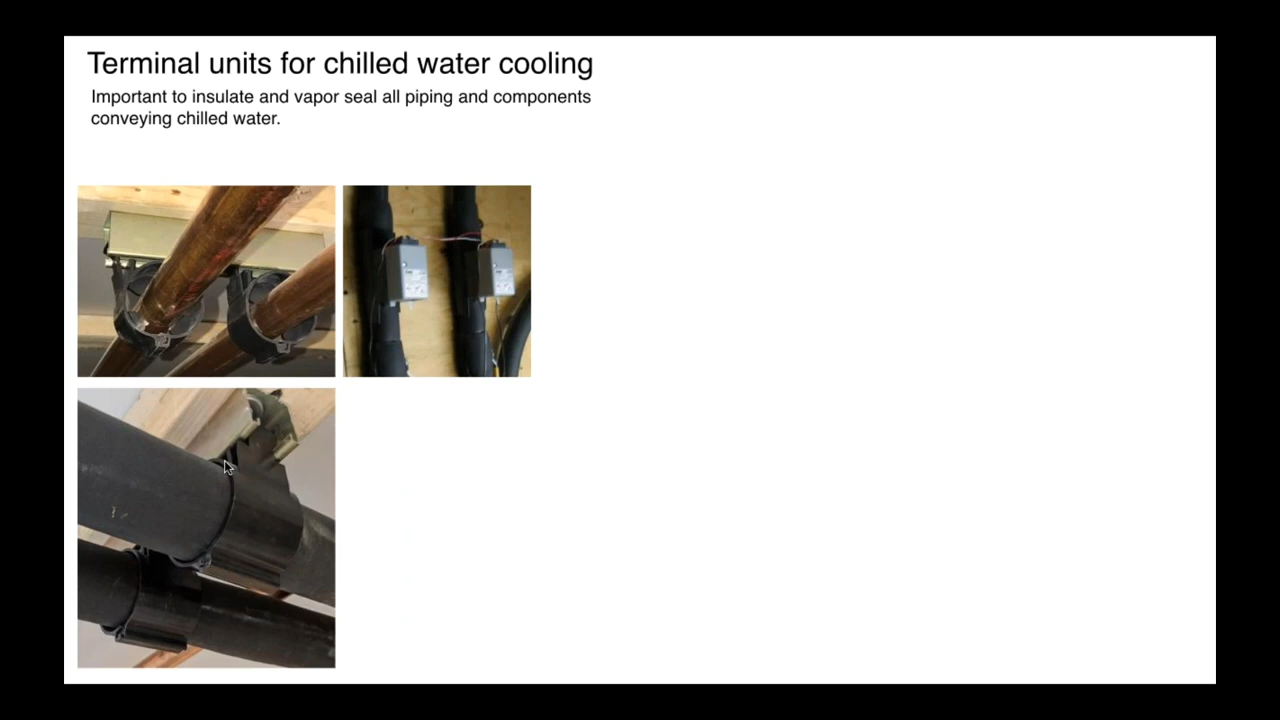 Terminal units for chilled water cooling
Important to insulate and vapor seal all piping and components
conveying chilled water.